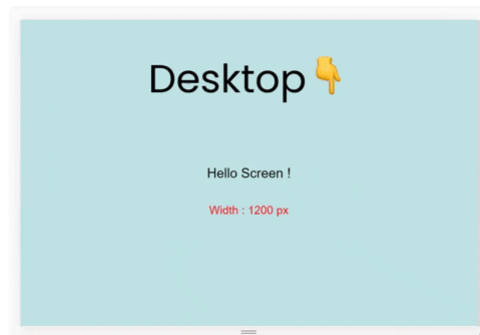 Desktop👇
Hello Screen !
Width : 1200 px